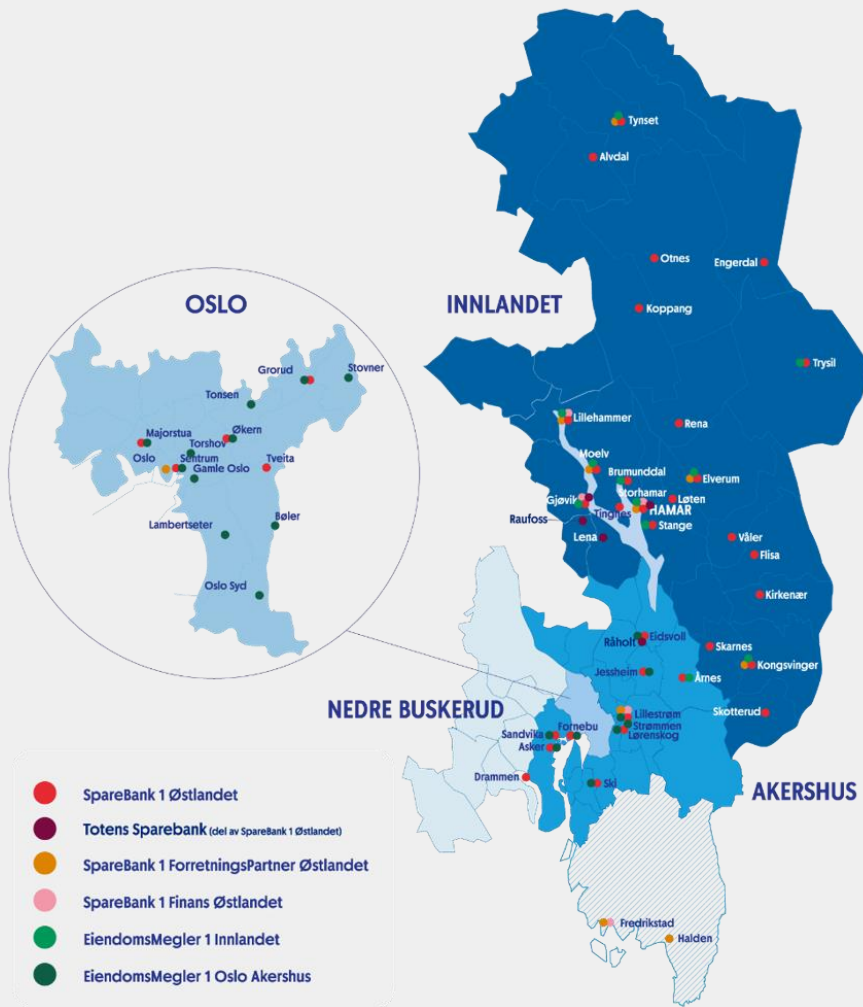 Tynset
Alvdal
Otnes
Engerdal
OSLO
INNLANDET
Koppang
Grorud
Stovner
Trysil
Tonsen
Lillehammer
Rena
Majorstua
Økern
Torshov
Oslo
Sentrum
Tveita
Gamle Oslo
Moelv
Brumunddal
Elverum
Storhamar
Gjøvik
Løten
Tingnes
HAMAR
Raufoss
Stange
Lambertseter
Bøler
Lena
Våler
Flisa
Oslo Syd
Kirkenær
Eidsvoll
Råholt
Skarnes
Kongsvinger
Jessheim
Årnes
NEDRE BUSKERUD
Lillestrøm
Skotterud
Fornebu
Strømmen
Sandvika
Lørenskog
Asker
Drammen
Ski
AKERSHUS
SpareBank 1 Østlandet
Totens Sparebank (del av SpareBank 1 Østlandet)
SpareBank 1 ForretningsPartner Østlandet
SpareBank 1 Finans Østlandet
EiendomsMegler 1 Innlandet
EiendomsMegler 1 Oslo Akershus
Fredrikstad
Halden